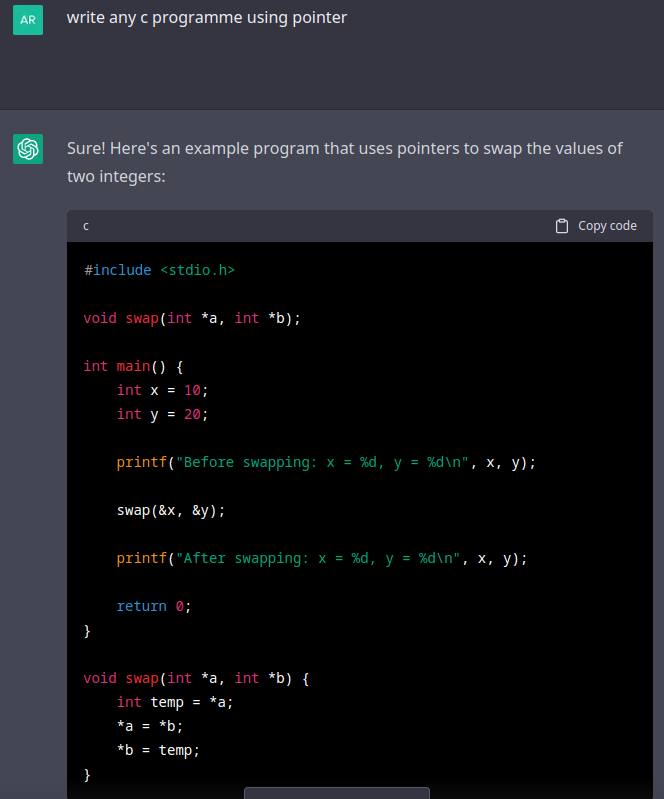 AR
write any c programme using pointer
Sure! Here's an example program that uses pointers to swap the values of
two integers:
c
Copy code
#include <stdio.h>
void swap(int *a, int *b);
int main() {
    int x = 10;
    int y = 20;
    printf("Before swapping: x = %d, y = %d\n", x, y);
    swap(&x, &y);
    printf("After swapping: x = %d, y = %d\n", x, y);
    return 0;
}
void swap(int *a, int *b) {
    int temp = *a;
    *a = *b;
    *b = temp;
}